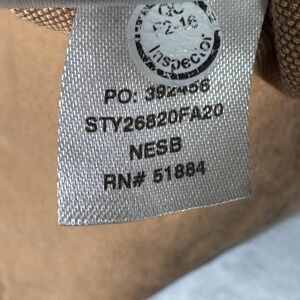 QC
F2-16
Inspector
PO: 392456
STY26820FA20
NESB
RN# 51884